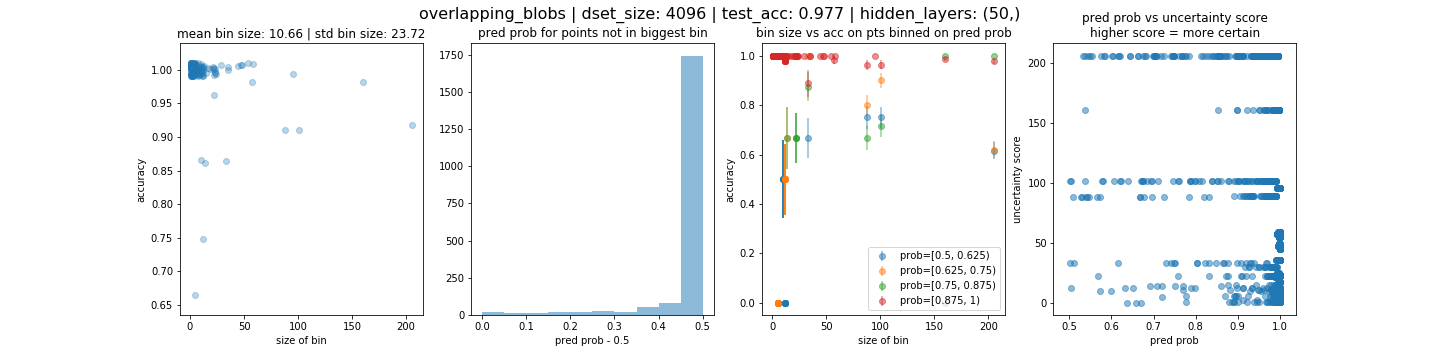 overlapping_blobs | dset_size: 4096 | test_acc: 0.977 | hidden_layers: (50,)
mean bin size: 10.66 | std bin size: 23.72
1.00
0.95
0.90
0.85
0.80
0.75
0.70
0.65
accuracy
0
50
100
150
200
size of bin
pred prob for points not in biggest bin
1750
1500
1250
1000
750
500
250
0
0.0
0.1
0.2
0.3
0.4
0.5
pred prob - 0.5
bin size vs acc on pts binned on pred prob
1.0
0.8
0.6
0.4
0.2
0.0
accuracy
prob=[0.5, 0.625)
prob=[0.625, 0.75)
prob=[0.75, 0.875)
prob=[0.875, 1)
0
50
100
150
200
size of bin
pred prob vs uncertainty score
higher score = more certain
200
150
100
50
0
uncertainty score
0.5
0.6
0.7
0.8
0.9
1.0
pred prob